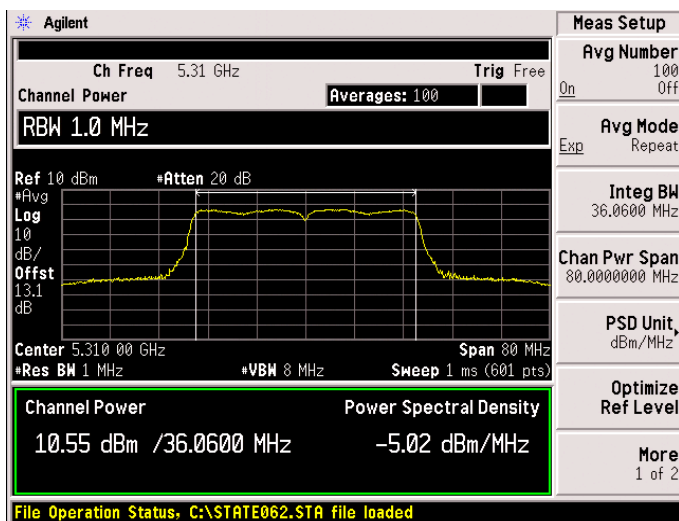 Agilent
Meas Setup
Ch Freq 5.31 GHz
Trig Free
Channel Power
Averages: 100
RBW 1.0 MHz
Ref 10 dBm
#Atten 20 dB
#Avg
Log
10
dB/
Offst
13.1
dB
Center 5.310 00 GHz
Span 80 MHz
#Res BW 1 MHz
#VBW 8 MHz
Sweep 1 ms (601 pts)
Channel Power
Power Spectral Density
10.55 dBm /36.0600 MHz
-5.02 dBm/MHz
File Operation Status, C:\STATE062.STA file loaded
Avg Number
100
On Off
Avg Mode
Exp Repeat
Integ BW
36.0600 MHz
Chan Pwr Span
80.0000000 MHz
PSD Unit
dBm/MHz
Optimize
Ref Level
More
1 of 2